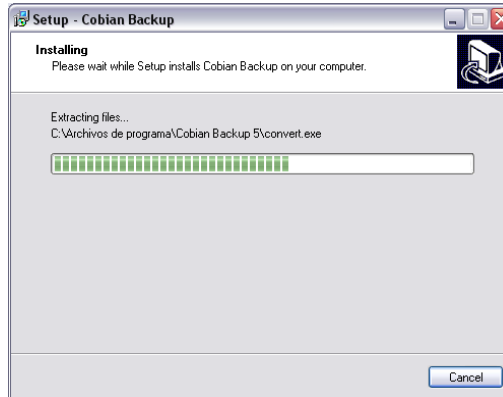 Setup - Cobian Backup
Installing
Please wait while Setup installs Cobian Backup on your computer.
Extracting files...
C:\Archivos de programa\Cobian Backup 5\convert.exe
Cancel